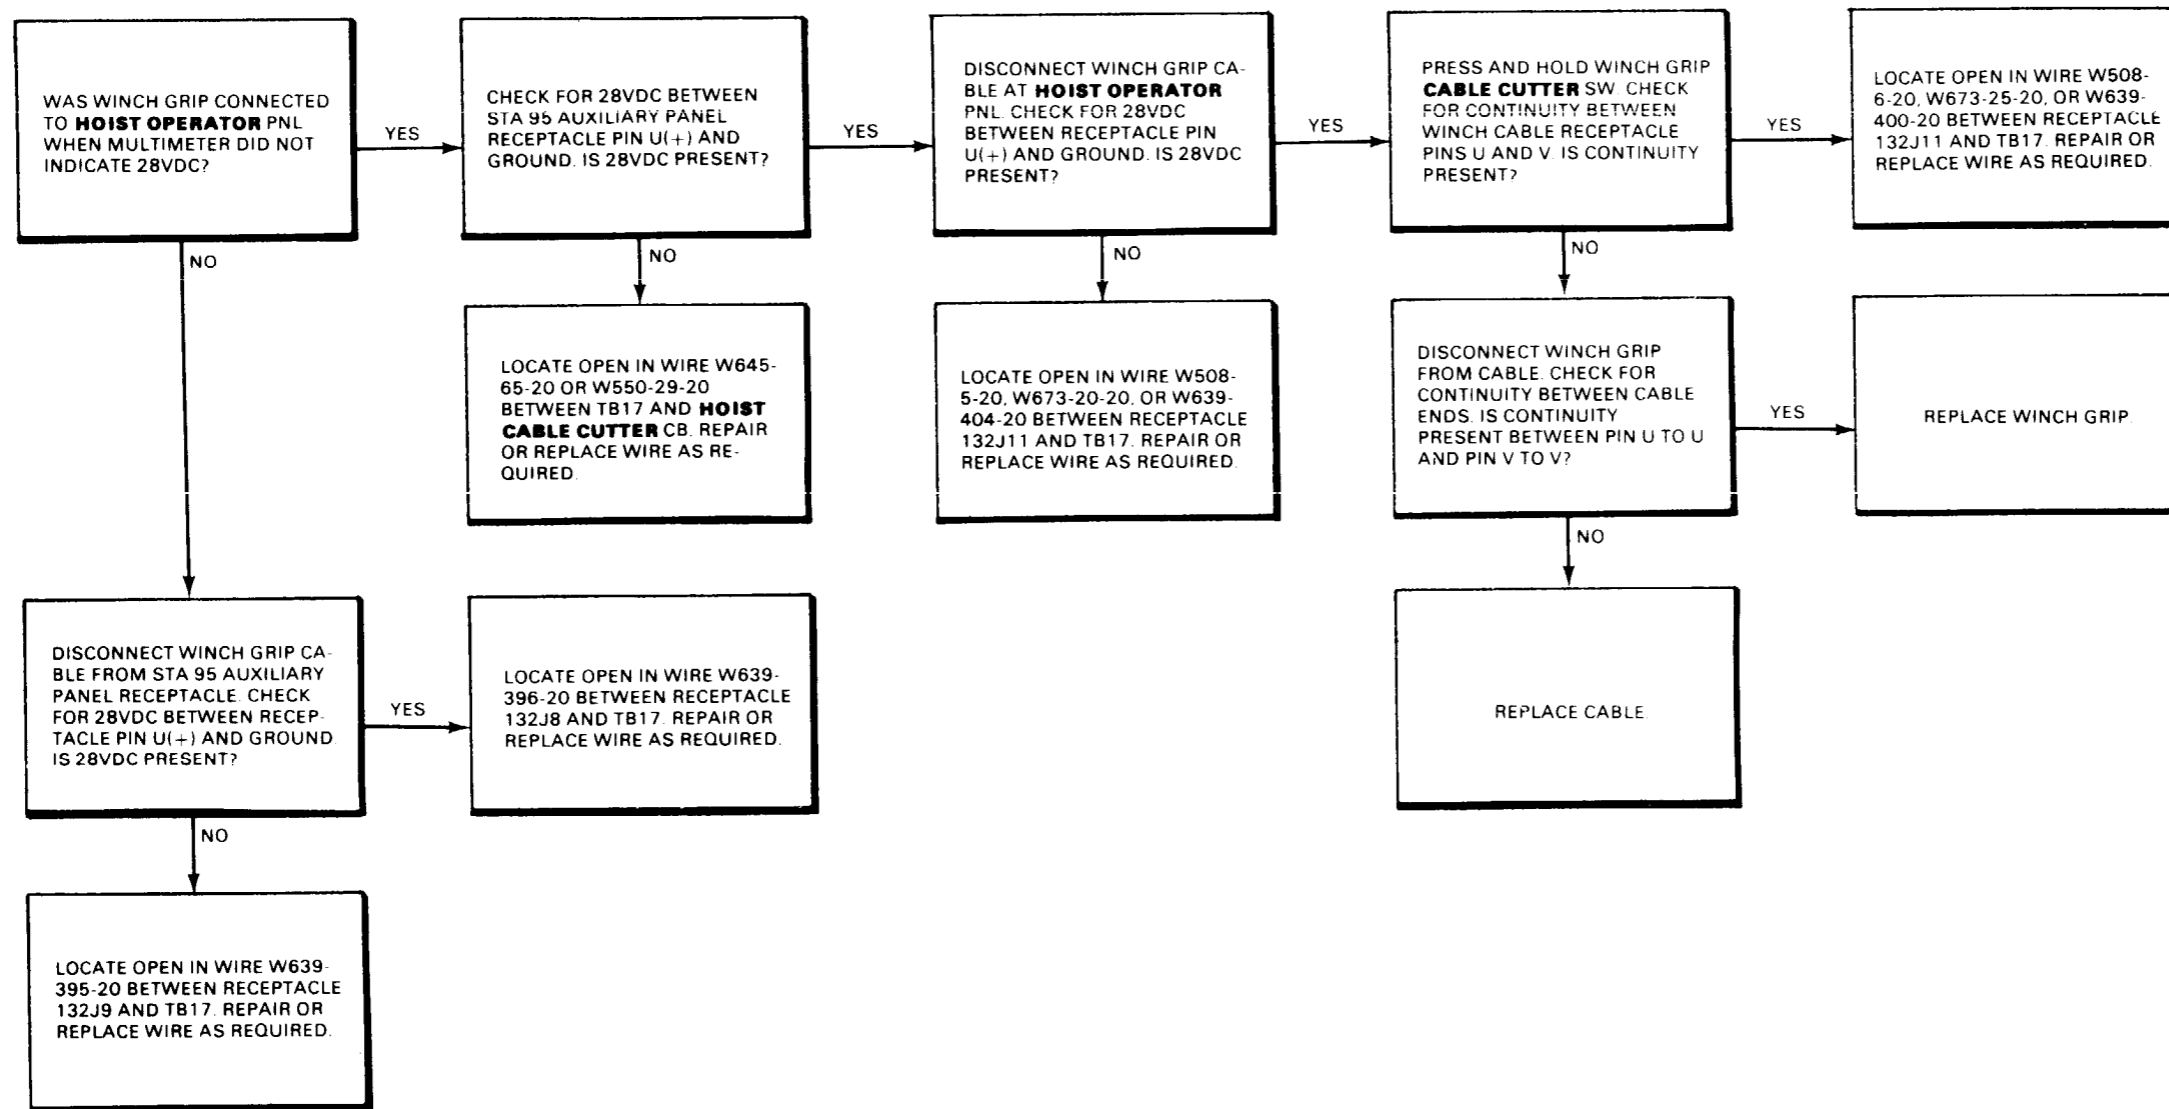 WAS WINCH GRIP CONNECTED
TO HOIST OPERATOR PNL
WHEN MULTIMETER DID NOT
INDICATE 28VDC?
YES
CHECK FOR 28VDC BETWEEN
STA 95 AUXILIARY PANEL
RECEPTACLE PIN U(+) AND
GROUND. IS 28VDC PRESENT?
YES
DISCONNECT WINCH GRIP CA-
BLE AT HOIST OPERATOR
PNL. CHECK FOR 28VDC
BETWEEN RECEPTACLE PIN
U(+) AND GROUND. IS 28VDC
PRESENT?
YES
PRESS AND HOLD WINCH GRIP
CABLE CUTTER SW. CHECK
FOR CONTINUITY BETWEEN
WINCH CABLE RECEPTACLE
PINS U AND V. IS CONTINUITY
PRESENT?
YES
LOCATE OPEN IN WIRE W508-
6-20, W673-25-20, OR W639-
400-20 BETWEEN RECEPTACLE
132J11 AND TB17. REPAIR OR
REPLACE WIRE AS REQUIRED.
NO
NO
NO
NO
LOCATE OPEN IN WIRE W645-
65-20 OR W550-29-20
BETWEEN TB17 AND HOIST
CABLE CUTTER CB. REPAIR
OR REPLACE WIRE AS RE-
QUIRED.
LOCATE OPEN IN WIRE W508-
5-20, W673-20-20, OR W639-
404-20 BETWEEN RECEPTACLE
132J11 AND TB17. REPAIR OR
REPLACE WIRE AS REQUIRED.
DISCONNECT WINCH GRIP
FROM CABLE. CHECK FOR
CONTINUITY BETWEEN CABLE
ENDS. IS CONTINUITY
PRESENT BETWEEN PIN U TO U
AND PIN V TO V?
YES
REPLACE WINCH GRIP.
NO
DISCONNECT WINCH GRIP CA-
BLE FROM STA 95 AUXILIARY
PANEL RECEPTACLE. CHECK
FOR 28VDC BETWEEN RECEP-
TACLE PIN U(+) AND GROUND.
IS 28VDC PRESENT?
YES
LOCATE OPEN IN WIRE W639-
396-20 BETWEEN RECEPTACLE
132J8 AND TB17. REPAIR OR
REPLACE WIRE AS REQUIRED.
REPLACE CABLE.
NO
LOCATE OPEN IN WIRE W639-
395-20 BETWEEN RECEPTACLE
132J9 AND TB17. REPAIR OR
REPLACE WIRE AS REQUIRED.